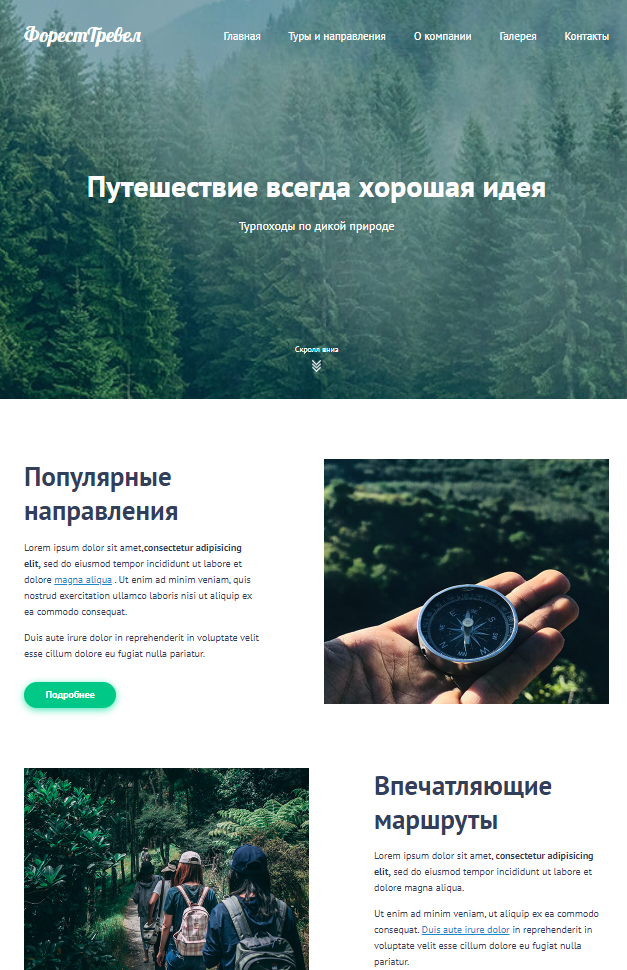 ФорестТревел
Главная
Туры и направления
О компании
Галерея
Контакты
Путешествие всегда хорошая идея
Турпоходы по дикой природе
Скролл вниз
Популярные
направления
Lorem ipsum dolor sit amet,consectetur adipisicing
elit, sed do eiusmod tempor incididunt ut labore et
dolore magna aliqua . Ut enim ad minim veniam, quis
nostrud exercitation ullamco laboris nisi ut aliquip ex
ea commodo consequat.
Duis aute irure dolor in reprehenderit in voluptate velit
esse cillum dolore eu fugiat nulla pariatur.
Подробнее
Впечатляющие
маршруты
Lorem ipsum dolor sit amet, consectetur adipisicing
elit, sed do eiusmod tempor incididunt ut labore et
dolore magna aliqua.
Ut enim ad minim veniam, ut aliquip ex ea commodo
consequat. Duis aute irure dolor in reprehenderit in
voluptate velit esse cillum dolore eu fugiat nulla
pariatur.
S
E
W
NW